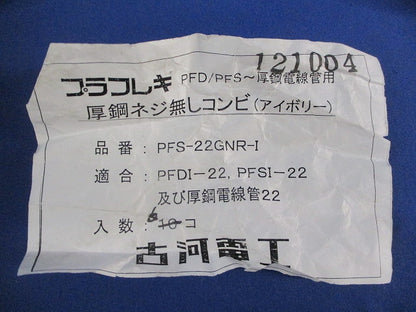 121004
プラフレキ PFD/PFS～厚鋼電線管用
厚鋼ネジ無しコンビ(アイボリー)
品番：PFS-22GNR-I
適合：PFDI-22, PFSI-22
及び厚鋼電線管22
入数：6 10 コ
古河電工